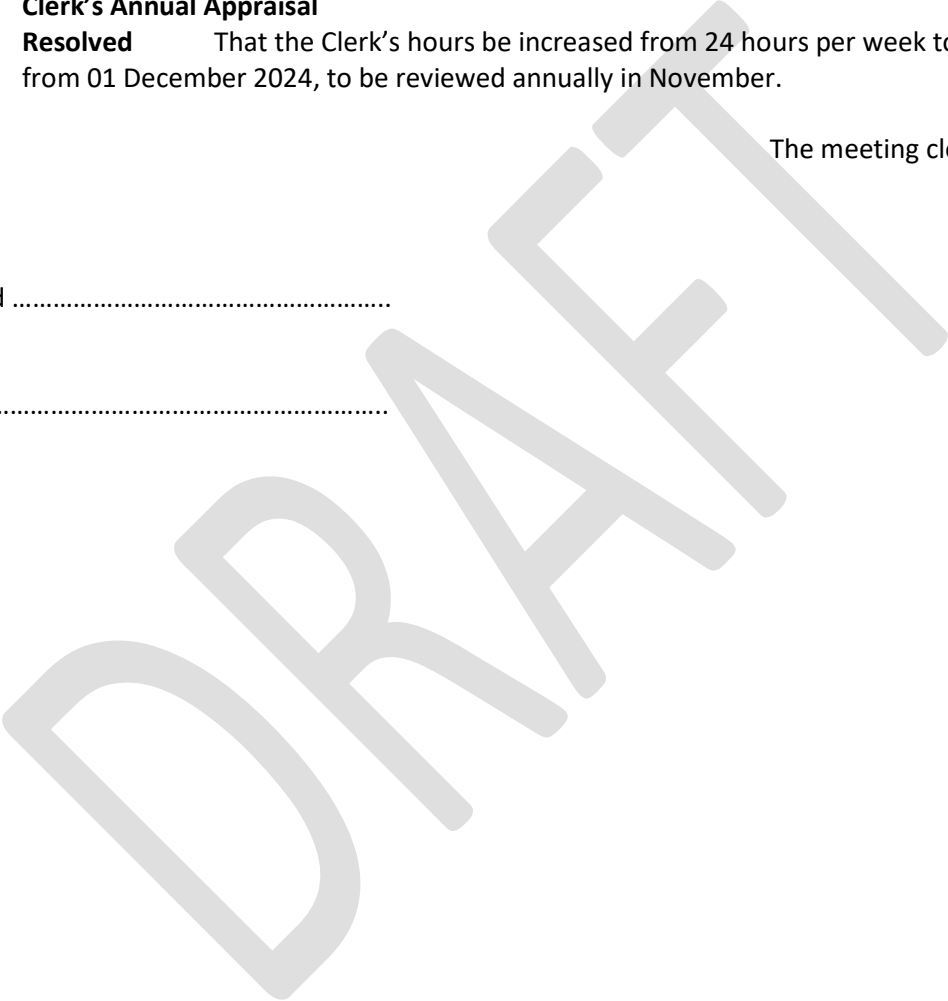 Clerk’s Annual Appraisal
Resolved That the Clerk’s hours be increased from 24 hours per week to
from 01 December 2024, to be reviewed annually in November.
The meeting
…………………………………………………..
…………………………………………………..
DRAFT